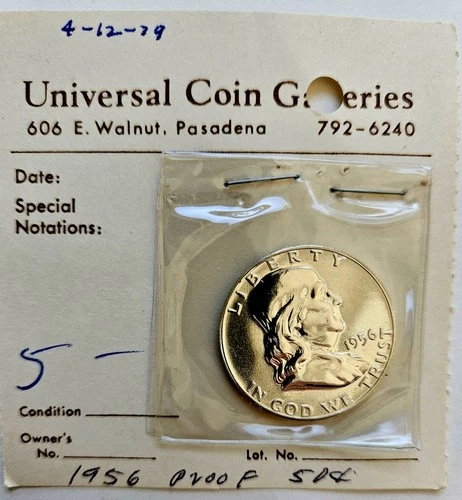 4-12-79
Universal Coin G eries
606 E. Walnut, Pasadena 792-6240
Date:
Special
Notations:
LIBERTY
1956
IN GOD WE TRUST
5 –
Condition
Owner's
No.
Lot. No.
1956 Proof 50¢